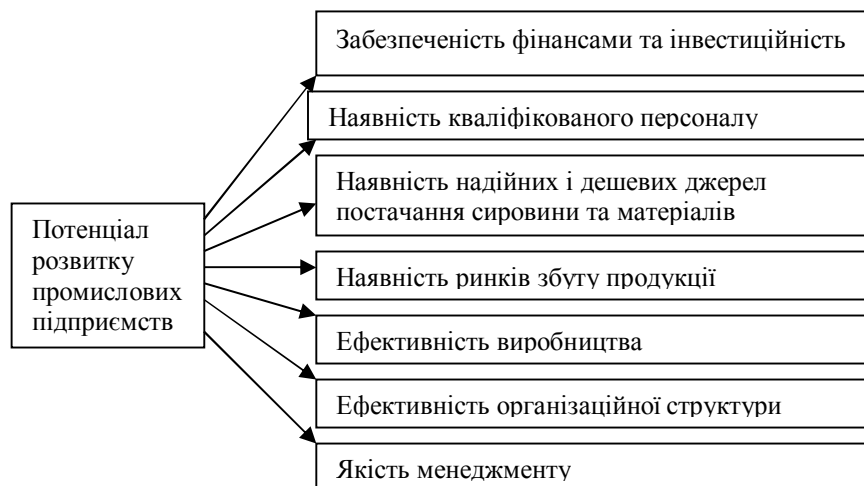 Потенціал
розвитку
промислових
підприємств
Забезпеченість фінансами та інвестиційність
Наявність кваліфікованого персоналу
Наявність надійних і дешевих джерел
постачання сировини та матеріалів
Наявність ринків збуту продукції
Ефективність виробництва
Ефективність організаційної структури
Якість менеджменту